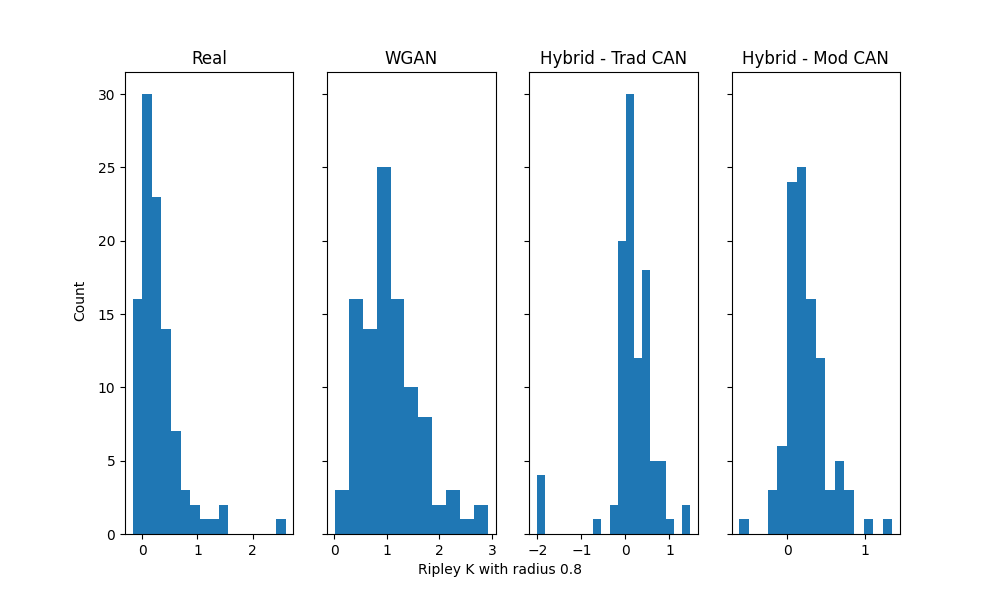 Real WGAN Hybrid - Trad CAN Hybrid - Mod CAN
30
25
20
15
10
5
0
Count
0 1 2 0 1 2 3 −2 −1 0 1 0 1
Ripley K with radius 0.8